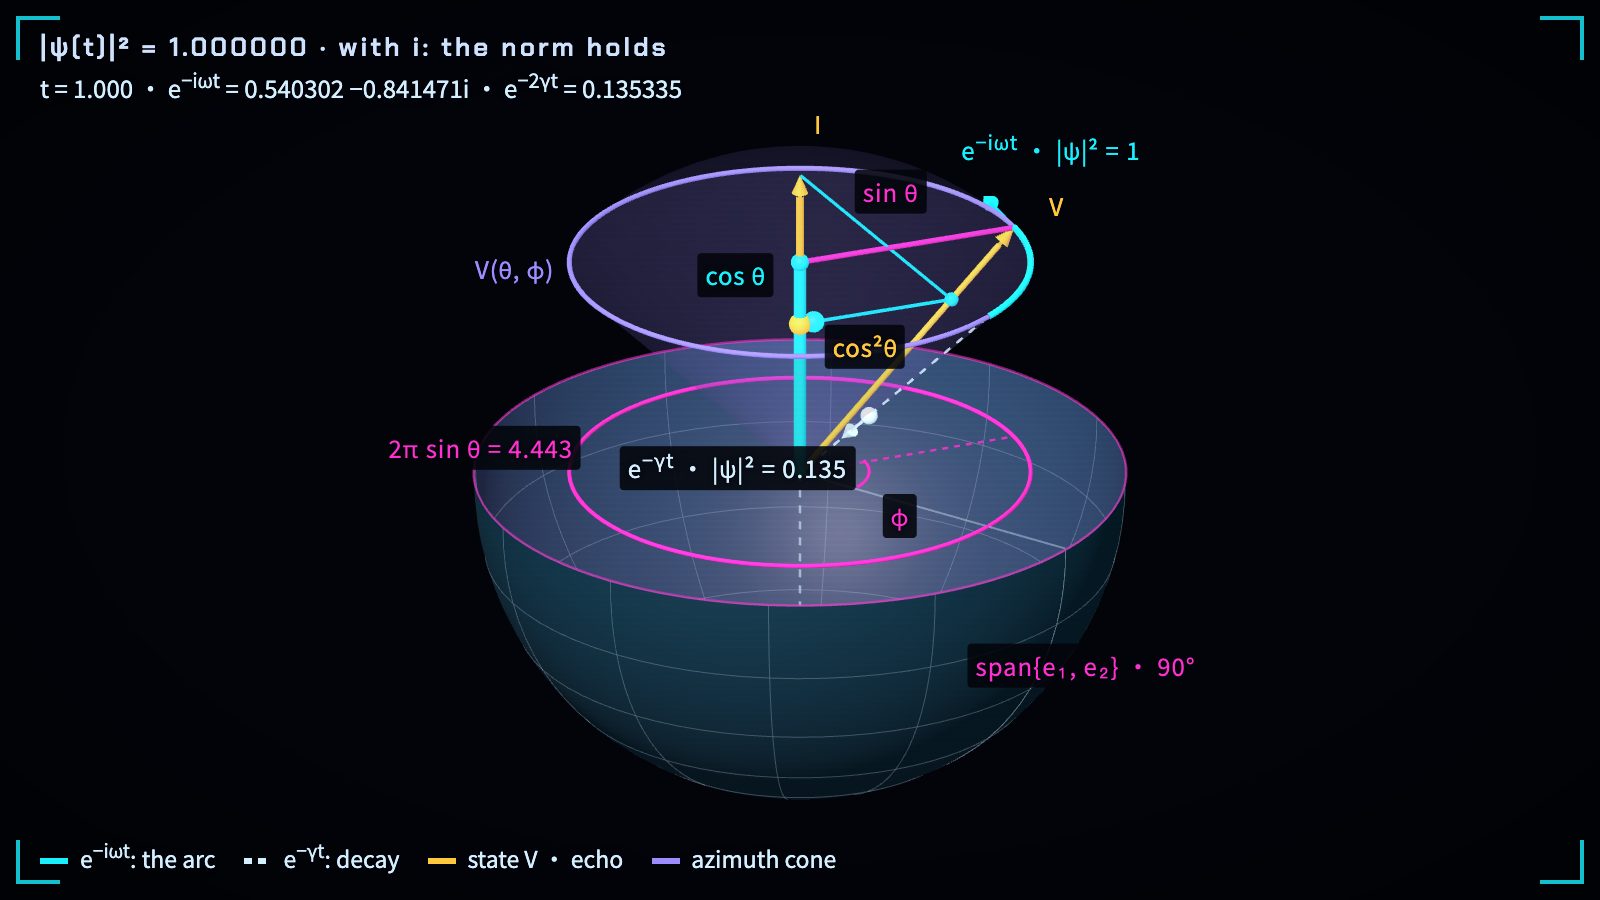 |ψ(t)|² = 1.000000 · with i: the norm holds
t = 1.000 · e⁻ⁱωᵗ = 0.540302 −0.841471i · e⁻²γᵗ = 0.135335
I
e⁻ⁱωᵗ · |ψ|² = 1
sin θ
V
V(θ, ϕ)
cos θ
cos²θ
2π sin θ = 4.443
e⁻γᵗ · |ψ|² = 0.135
ϕ
span{e₁, e₂} · 90°
e⁻ⁱωᵗ: the arc
e⁻γᵗ: decay
state V · echo
azimuth cone